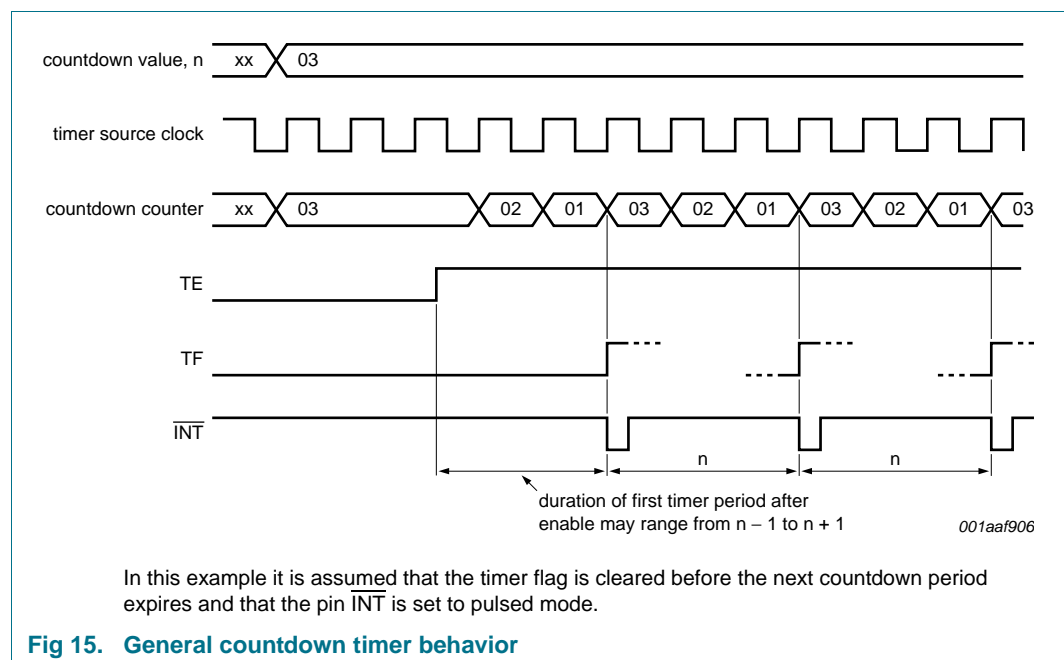 countdown value, n xx 03
timer source clock
countdown counter xx 03 02 01 03 02 01 03 02 01 03
TE
TF
INT
n n
duration of first timer period after
enable may range from n − 1 to n + 1
001aaf906
In this example it is assumed that the timer flag is cleared before the next countdown period
expires and that the pin INT is set to pulsed mode.
Fig 15. General countdown timer behavior